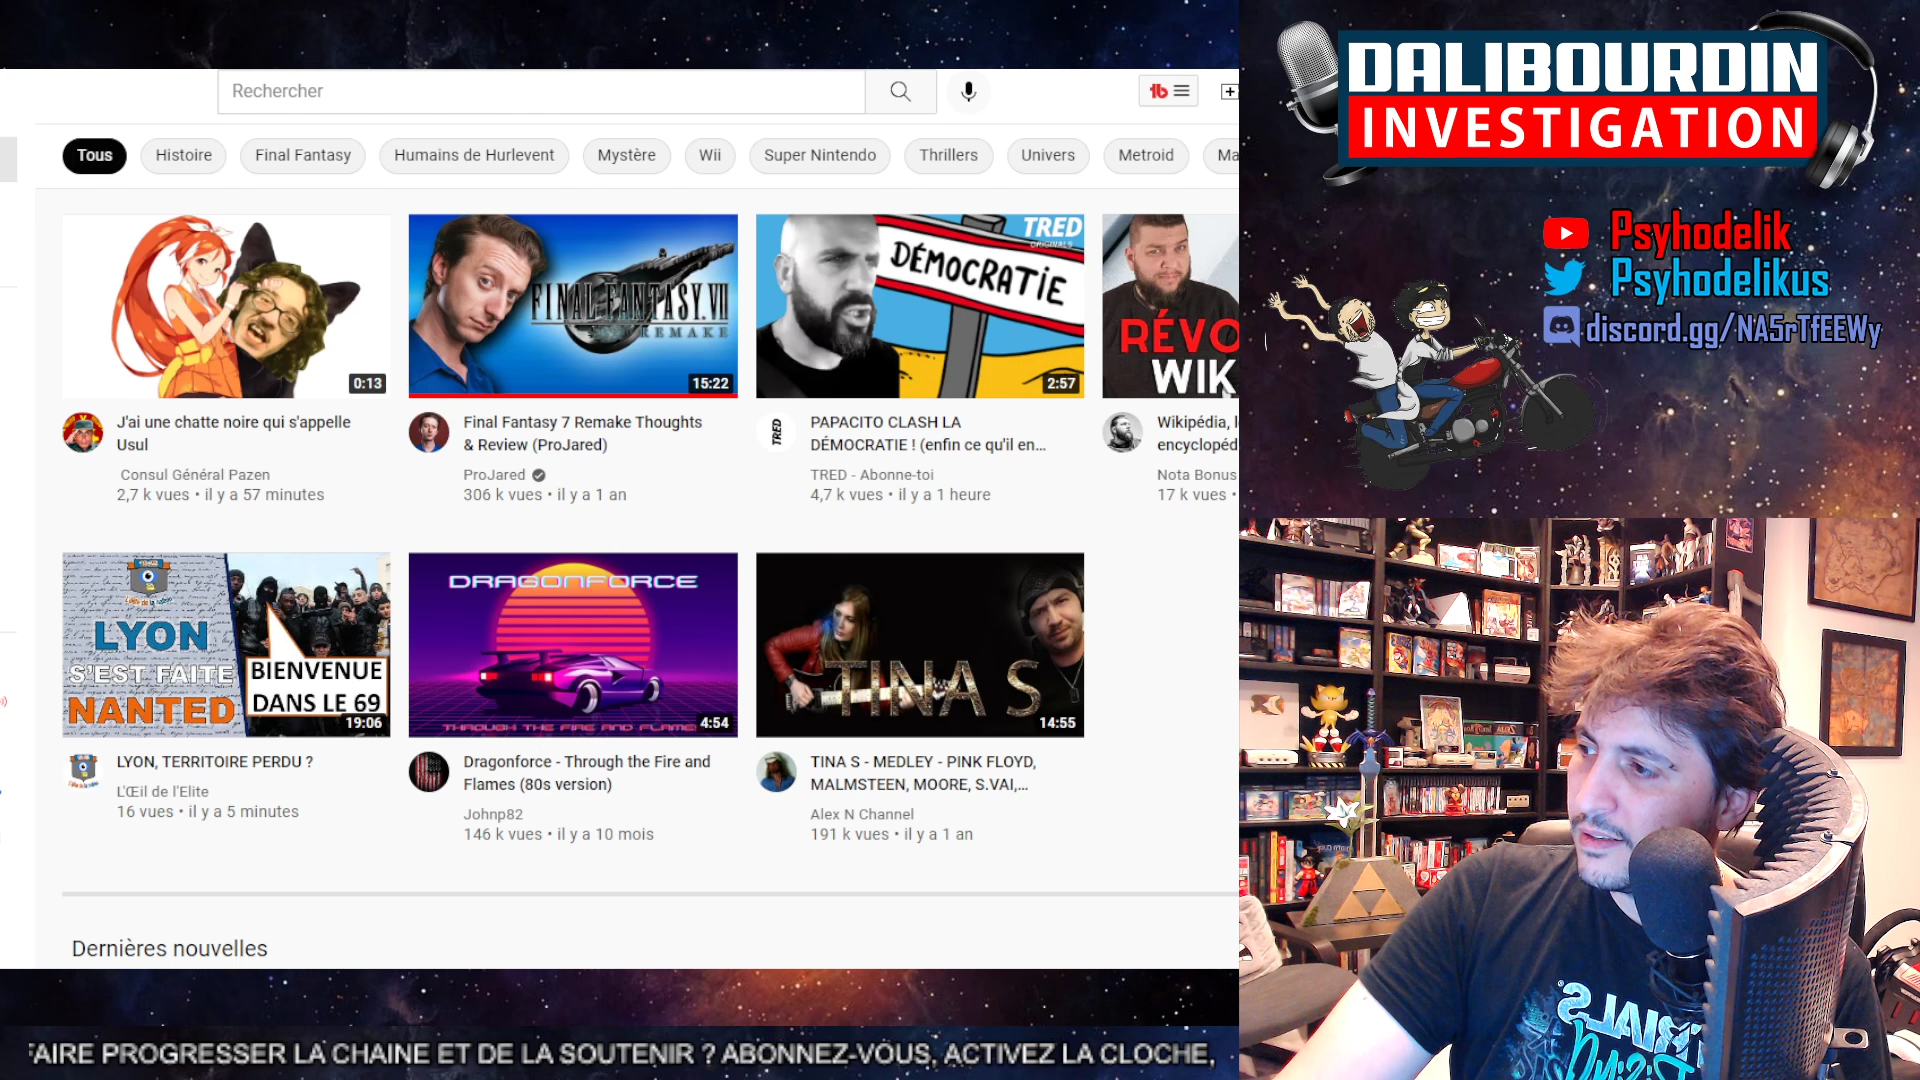 Rechercher
Tous
Histoire
Final Fantasy
Humains de Hurlevent
Mystère
Wii
Super Nintendo
Thrillers
Univers
Metroid
Ma
DALIBOURDIN
INVESTIGATION
Psyhodelik
Psyhodelikus
discord.gg/NA5rTfEEWy
0:13
FINAL FANTASY.VII
REMAKE
15:22
TRED
ORIGINALS
DÉMOCRATiE
2:57
RÉVO
WIK
J'ai une chatte noire qui s'appelle
Usul
Consul Général Pazen
2,7 k vues • il y a 57 minutes
Final Fantasy 7 Remake Thoughts
& Review (ProJared)
ProJared
306 k vues • il y a 1 an
TRED
PAPACITO CLASH LA
DÉMOCRATIE ! (enfin ce qu'il en...
TRED - Abonne-toi
4,7 k vues • il y a 1 heure
Wikipédia, l
encyclopéd
Nota Bonus
17 k vues •
LYON
S'EST FAITE
NANTED
BIENVENUE
DANS LE 69
19:06
DRAGONFORCE
THROUGH THE FIRE AND FLAME
4:54
TINA S
14:55
LYON, TERRITOIRE PERDU ?
L'Œil de l'Elite
16 vues • il y a 5 minutes
Dragonforce - Through the Fire and
Flames (80s version)
Johnp82
146 k vues • il y a 10 mois
TINA S - MEDLEY - PINK FLOYD,
MALMSTEEN, MOORE, S.VAI,...
Alex N Channel
191 k vues • il y a 1 an
Dernières nouvelles
FAIRE PROGRESSER LA CHAINE ET DE LA SOUTENIR ? ABONNEZ-VOUS, ACTIVEZ LA CLOCHE,